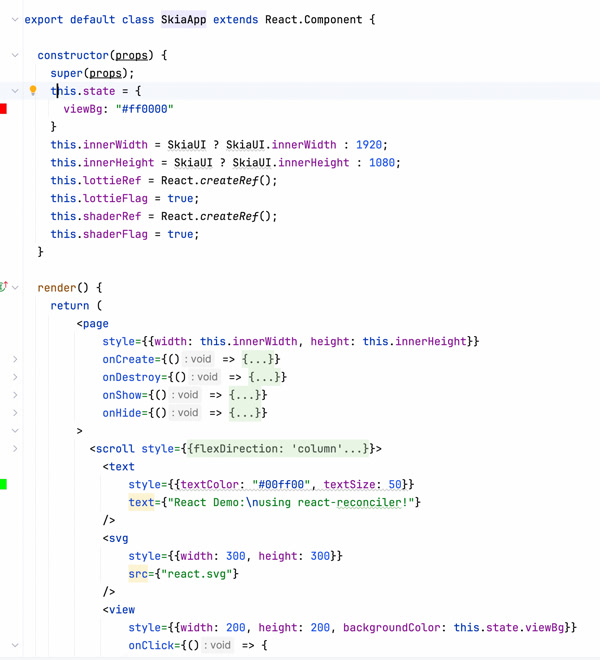 export default class SkiaApp extends React.Component {
constructor(props) {
super(props);
this.state = {
viewBg: "#ff0000"
}
this.innerWidth = SkiaUI ? SkiaUI.innerWidth : 1920;
this.innerHeight = SkiaUI ? SkiaUI.innerHeight : 1080;
this.lottieRef = React.createRef();
this.lottieFlag = true;
this.shaderRef = React.createRef();
this.shaderFlag = true;
}
render() {
return (
<page
style={{width: this.innerWidth, height: this.innerHeight}}
onCreate={() : void => {...}}
onDestroy={() : void => {...}}
onShow={() : void => {...}}
onHide={() : void => {...}}
>
<scroll style={{flexDirection: 'column'...}}>
<text
style={{textColor: "#00ff00", textSize: 50}}
text={"React Demo:\nusing react-reconciler!"}
/>
<svg
style={{width: 300, height: 300}}
src={"react.svg"}
/>
<view
style={{width: 200, height: 200, backgroundColor: this.state.viewBg}}
onClick={() : void => {